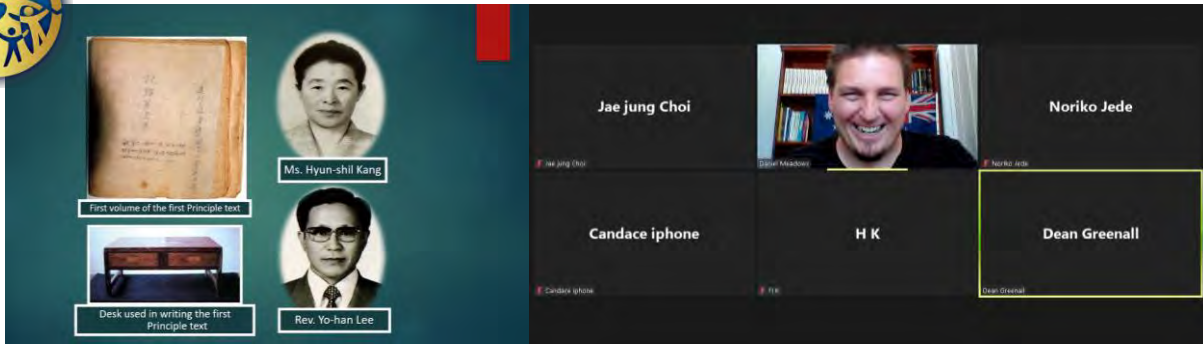 First volume of the first Principle text
Ms. Hyun-shil Kang
Desk used in writing the first
Principle text
Rev. Yo-han Lee
Jae jung Choi
Jae jung Choi
Daniel Meadows
Noriko Jede
Noriko Jede
Candace iphone
Candace iphone
H K
H K
Dean Greenall
Dean Greenall